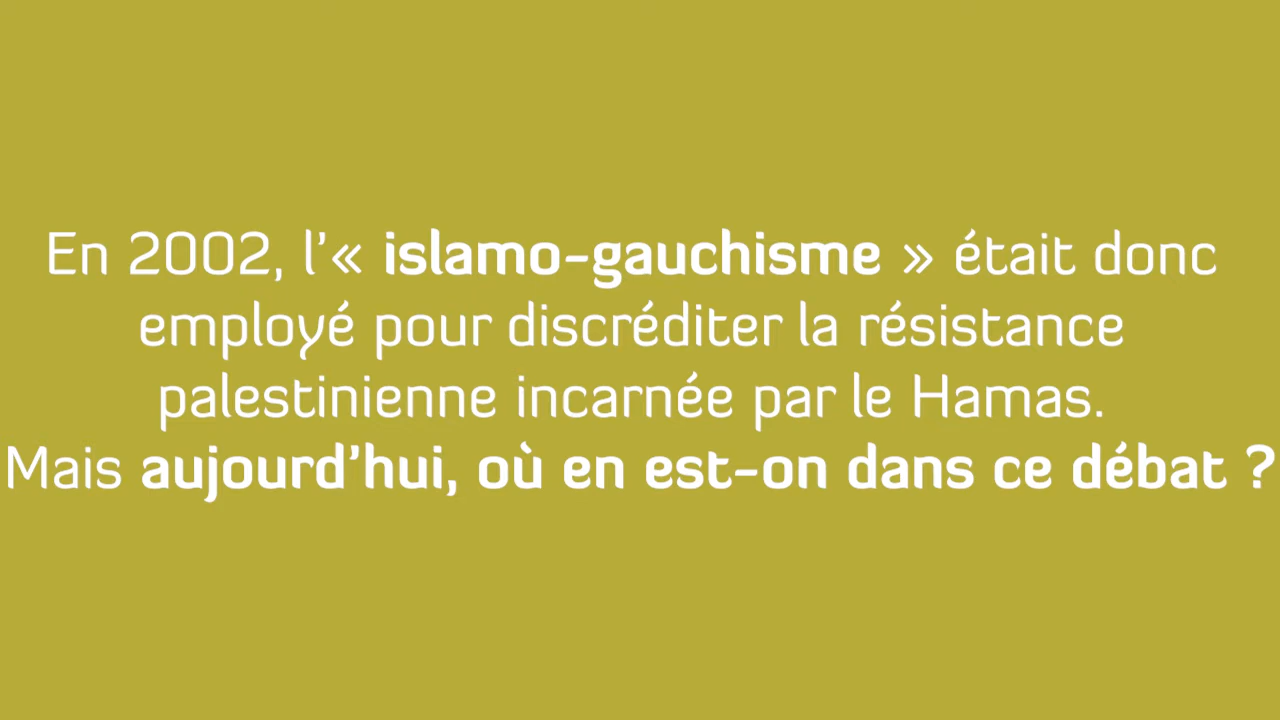 En 2002, l’« islamo-gauchisme » était donc
employé pour discréditer la résistance
palestinienne incarnée par le Hamas.
Mais aujourd’hui, où en est-on dans ce débat ?